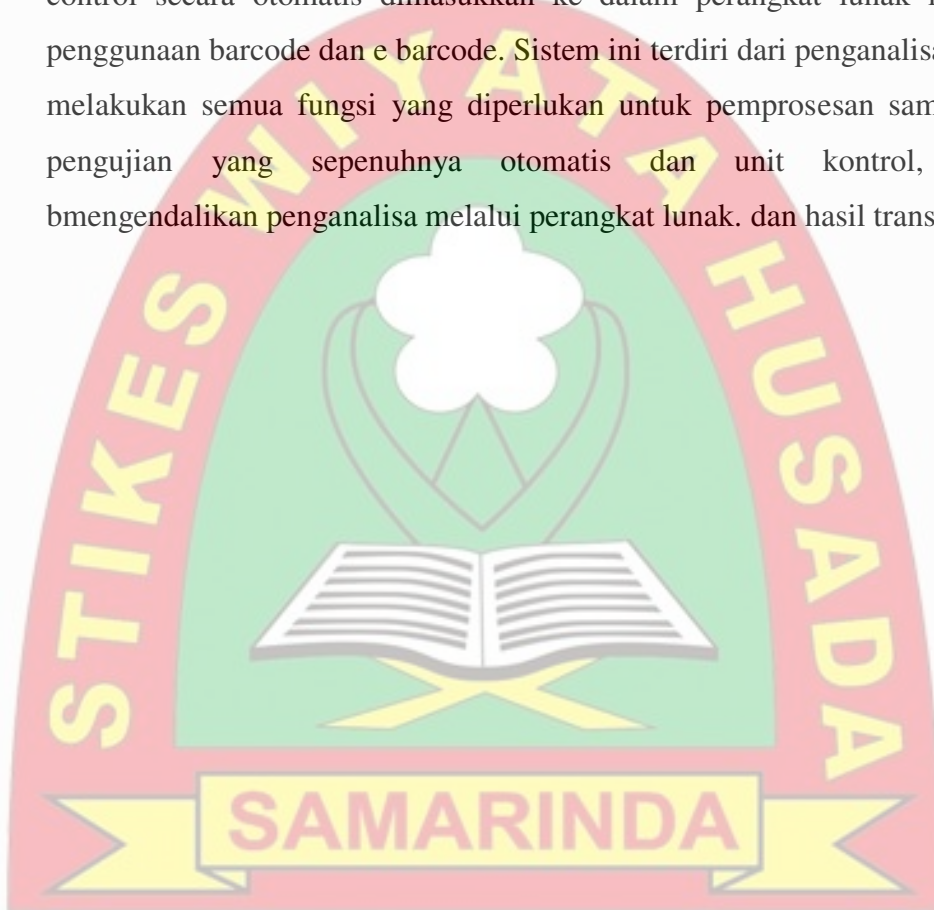 control secara otomatis dimasukkan ke dalam perangkat lunak
penggunaan barcode dan e barcode. Sistem ini terdiri dari penganalisa
melakukan semua fungsi yang diperlukan untuk pemprosesan sam
pengujian yang sepenuhnya otomatis dan unit kontrol,
bmengendalikan penganalisa melalui perangkat lunak. dan hasil trans
STIKES WIYATA HUSADA
SAMARINDA